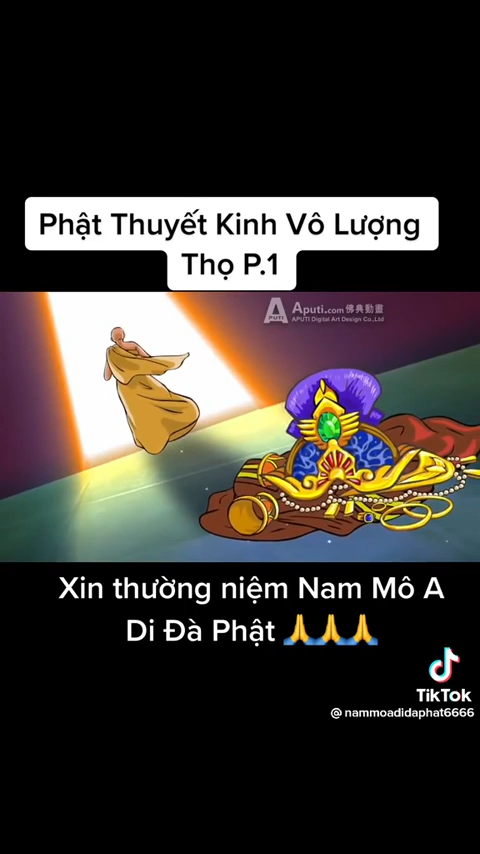 Phật Thuyết Kinh Vô Lượng
Thọ P.1
Aputi.com 佛典動畫
APUTI Digital Art Design Co.,Ltd
APUTI
Xin thường niệm Nam Mô A
Di Đà Phật 🙏🙏🙏
TikTok
@nammoadidaphat6666